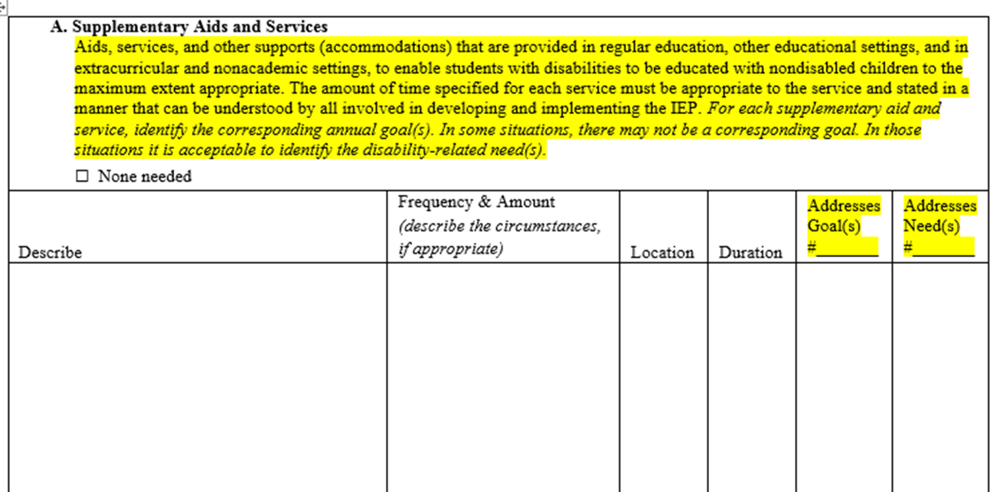 A. Supplementary Aids and Services
Aids, services, and other supports (accommodations) that are provided in regular education, other educational settings, and in
extracurricular and nonacademic settings, to enable students with disabilities to be educated with nondisabled children to the
maximum extent appropriate. The amount of time specified for each service must be appropriate to the service and stated in a
manner that can be understood by all involved in developing and implementing the IEP. For each supplementary aid and
service, identify the corresponding annual goal(s). In some situations, there may not be a corresponding goal. In those
situations it is acceptable to identify the disability-related need(s).
☐ None needed
Describe
Frequency & Amount
(describe the circumstances,
if appropriate)
Location
Duration
Addresses
Goal(s)
#_______
Addresses
Need(s)
#_______